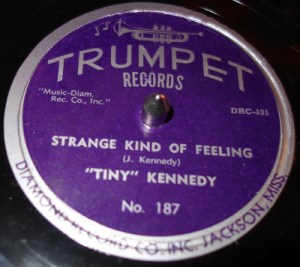 TRUMPET
RECORDS
"Music-Diam.
Rec. Co., Inc."
DRC-131
STRANGE KIND OF FEELING
(J. Kennedy)
"TINY" KENNEDY
No. 187
DIAMOND RECORD CO. INC. JACKSON MISS.